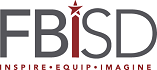 FBISD
INSPIRE • EQUIP • IMAGINE